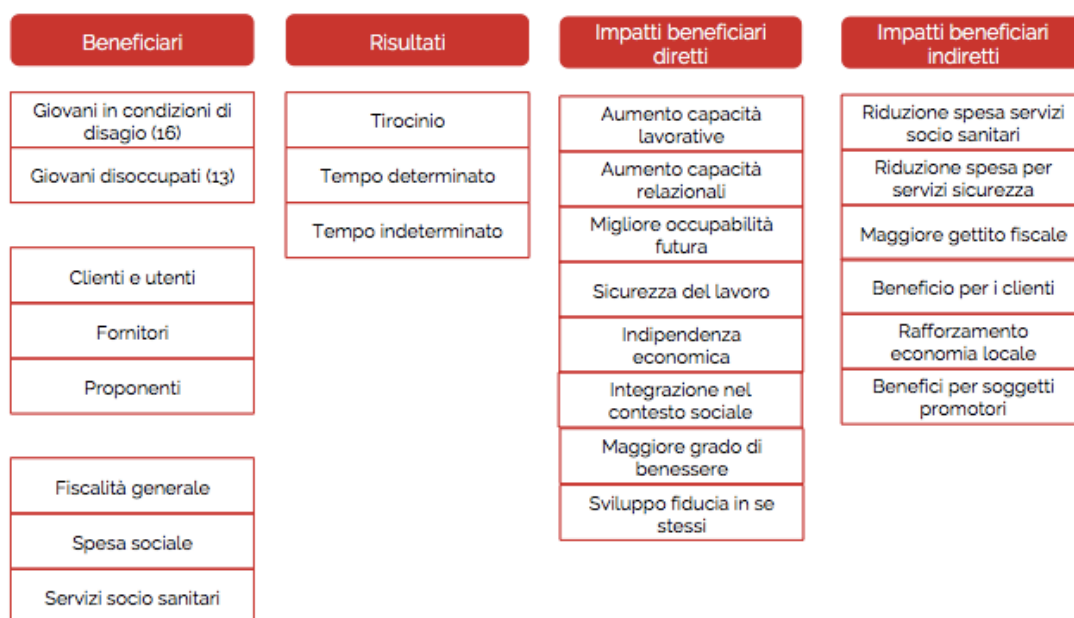 Beneficiari
Giovani in condizioni di
disagio (16)
Giovani disoccupati (13)
Clienti e utenti
Fornitori
Proponenti
Fiscalità generale
Spesa sociale
Servizi socio sanitari
Risultati
Tirocinio
Tempo determinato
Tempo indeterminato
Impatti beneficiari
diretti
Aumento capacità
lavorative
Aumento capacità
relazionali
Migliore occupabilità
futura
Sicurezza del lavoro
Indipendenza
economica
Integrazione nel
contesto sociale
Maggiore grado di
benessere
Sviluppo fiducia in se
stessi
Impatti beneficiari
indiretti
Riduzione spesa servizi
socio sanitari
Riduzione spesa per
servizi sicurezza
Maggiore gettito fiscale
Beneficio per i clienti
Rafforzamento
economia locale
Benefici per soggetti
promotori